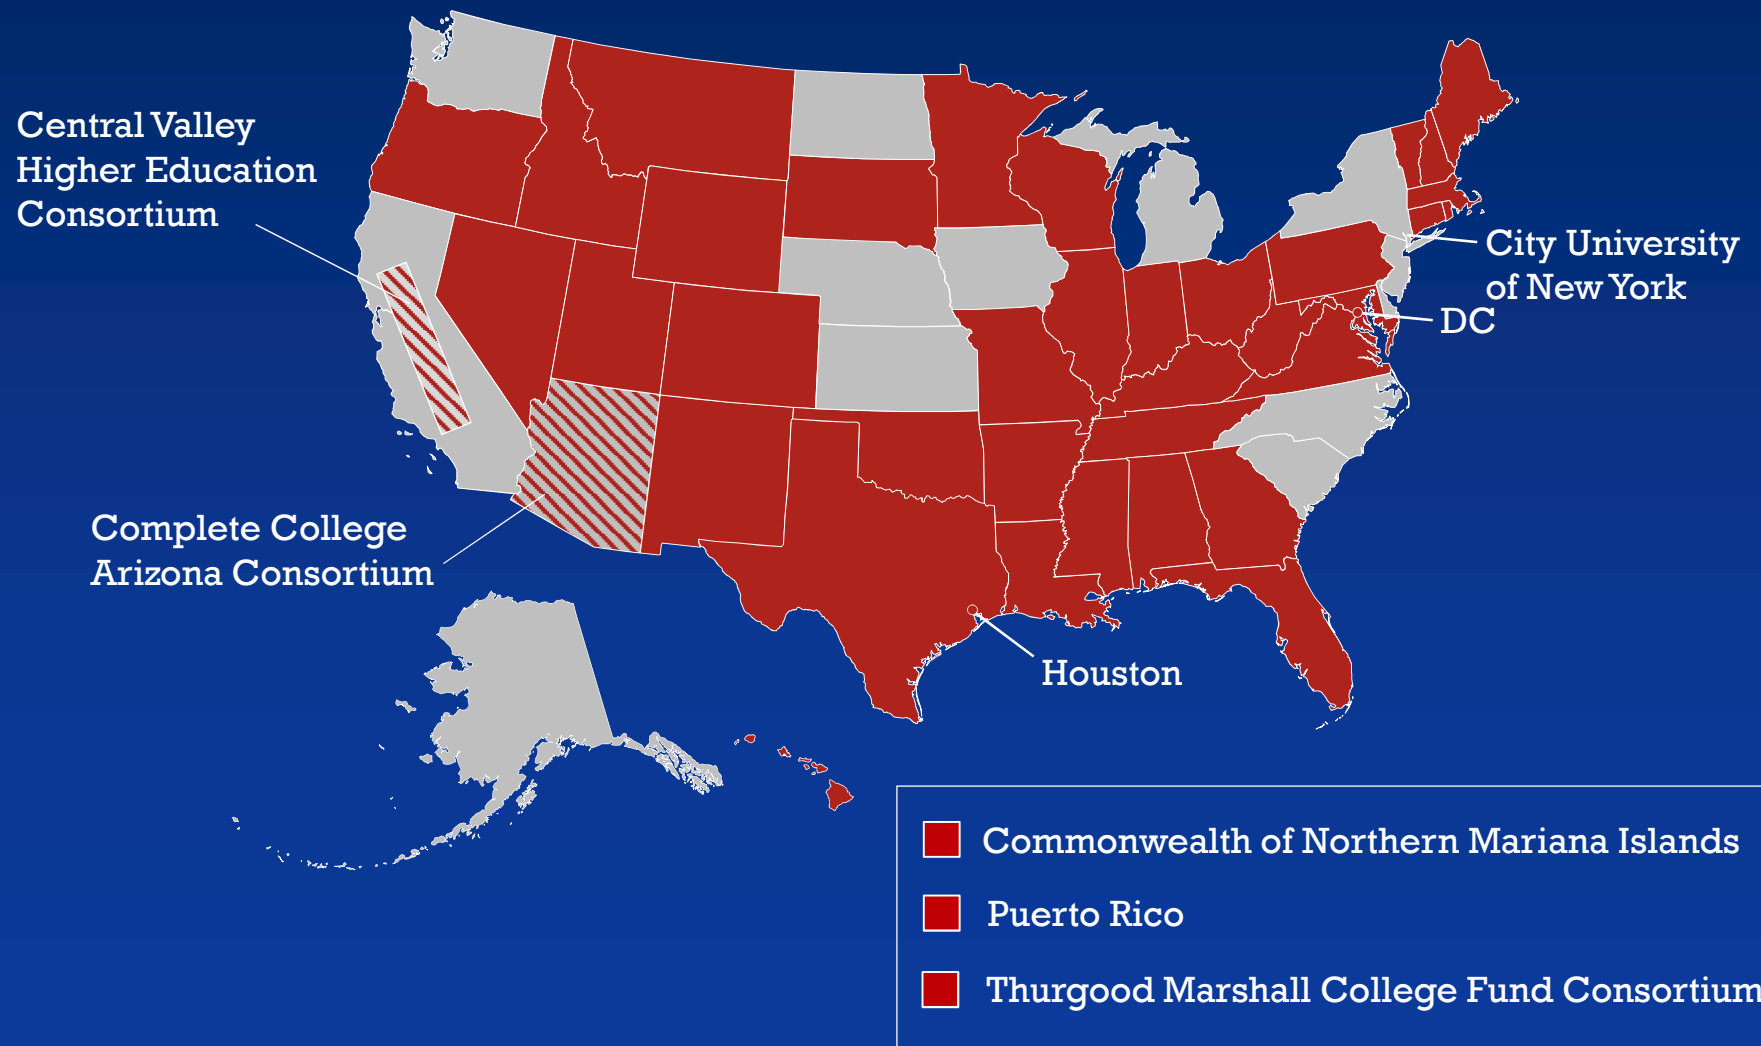 Central Valley
Higher Education
Consortium
City University
of New York
DC
Complete College
Arizona Consortium
Houston
Commonwealth of Northern Mariana Islands
Puerto Rico
Thurgood Marshall College Fund Consortium